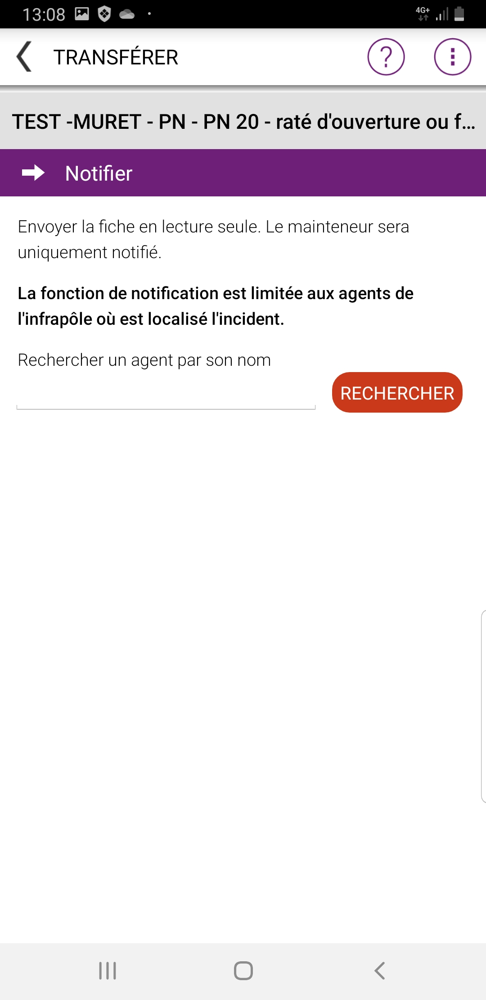 13:08
4G+
TRANSFÉRER
?
TEST -MURET - PN - PN 20 - raté d'ouverture ou f...
Notifier
Envoyer la fiche en lecture seule. Le mainteneur sera
uniquement notifié.
La fonction de notification est limitée aux agents de
l'infrapôle où est localisé l'incident.
Rechercher un agent par son nom
RECHERCHER